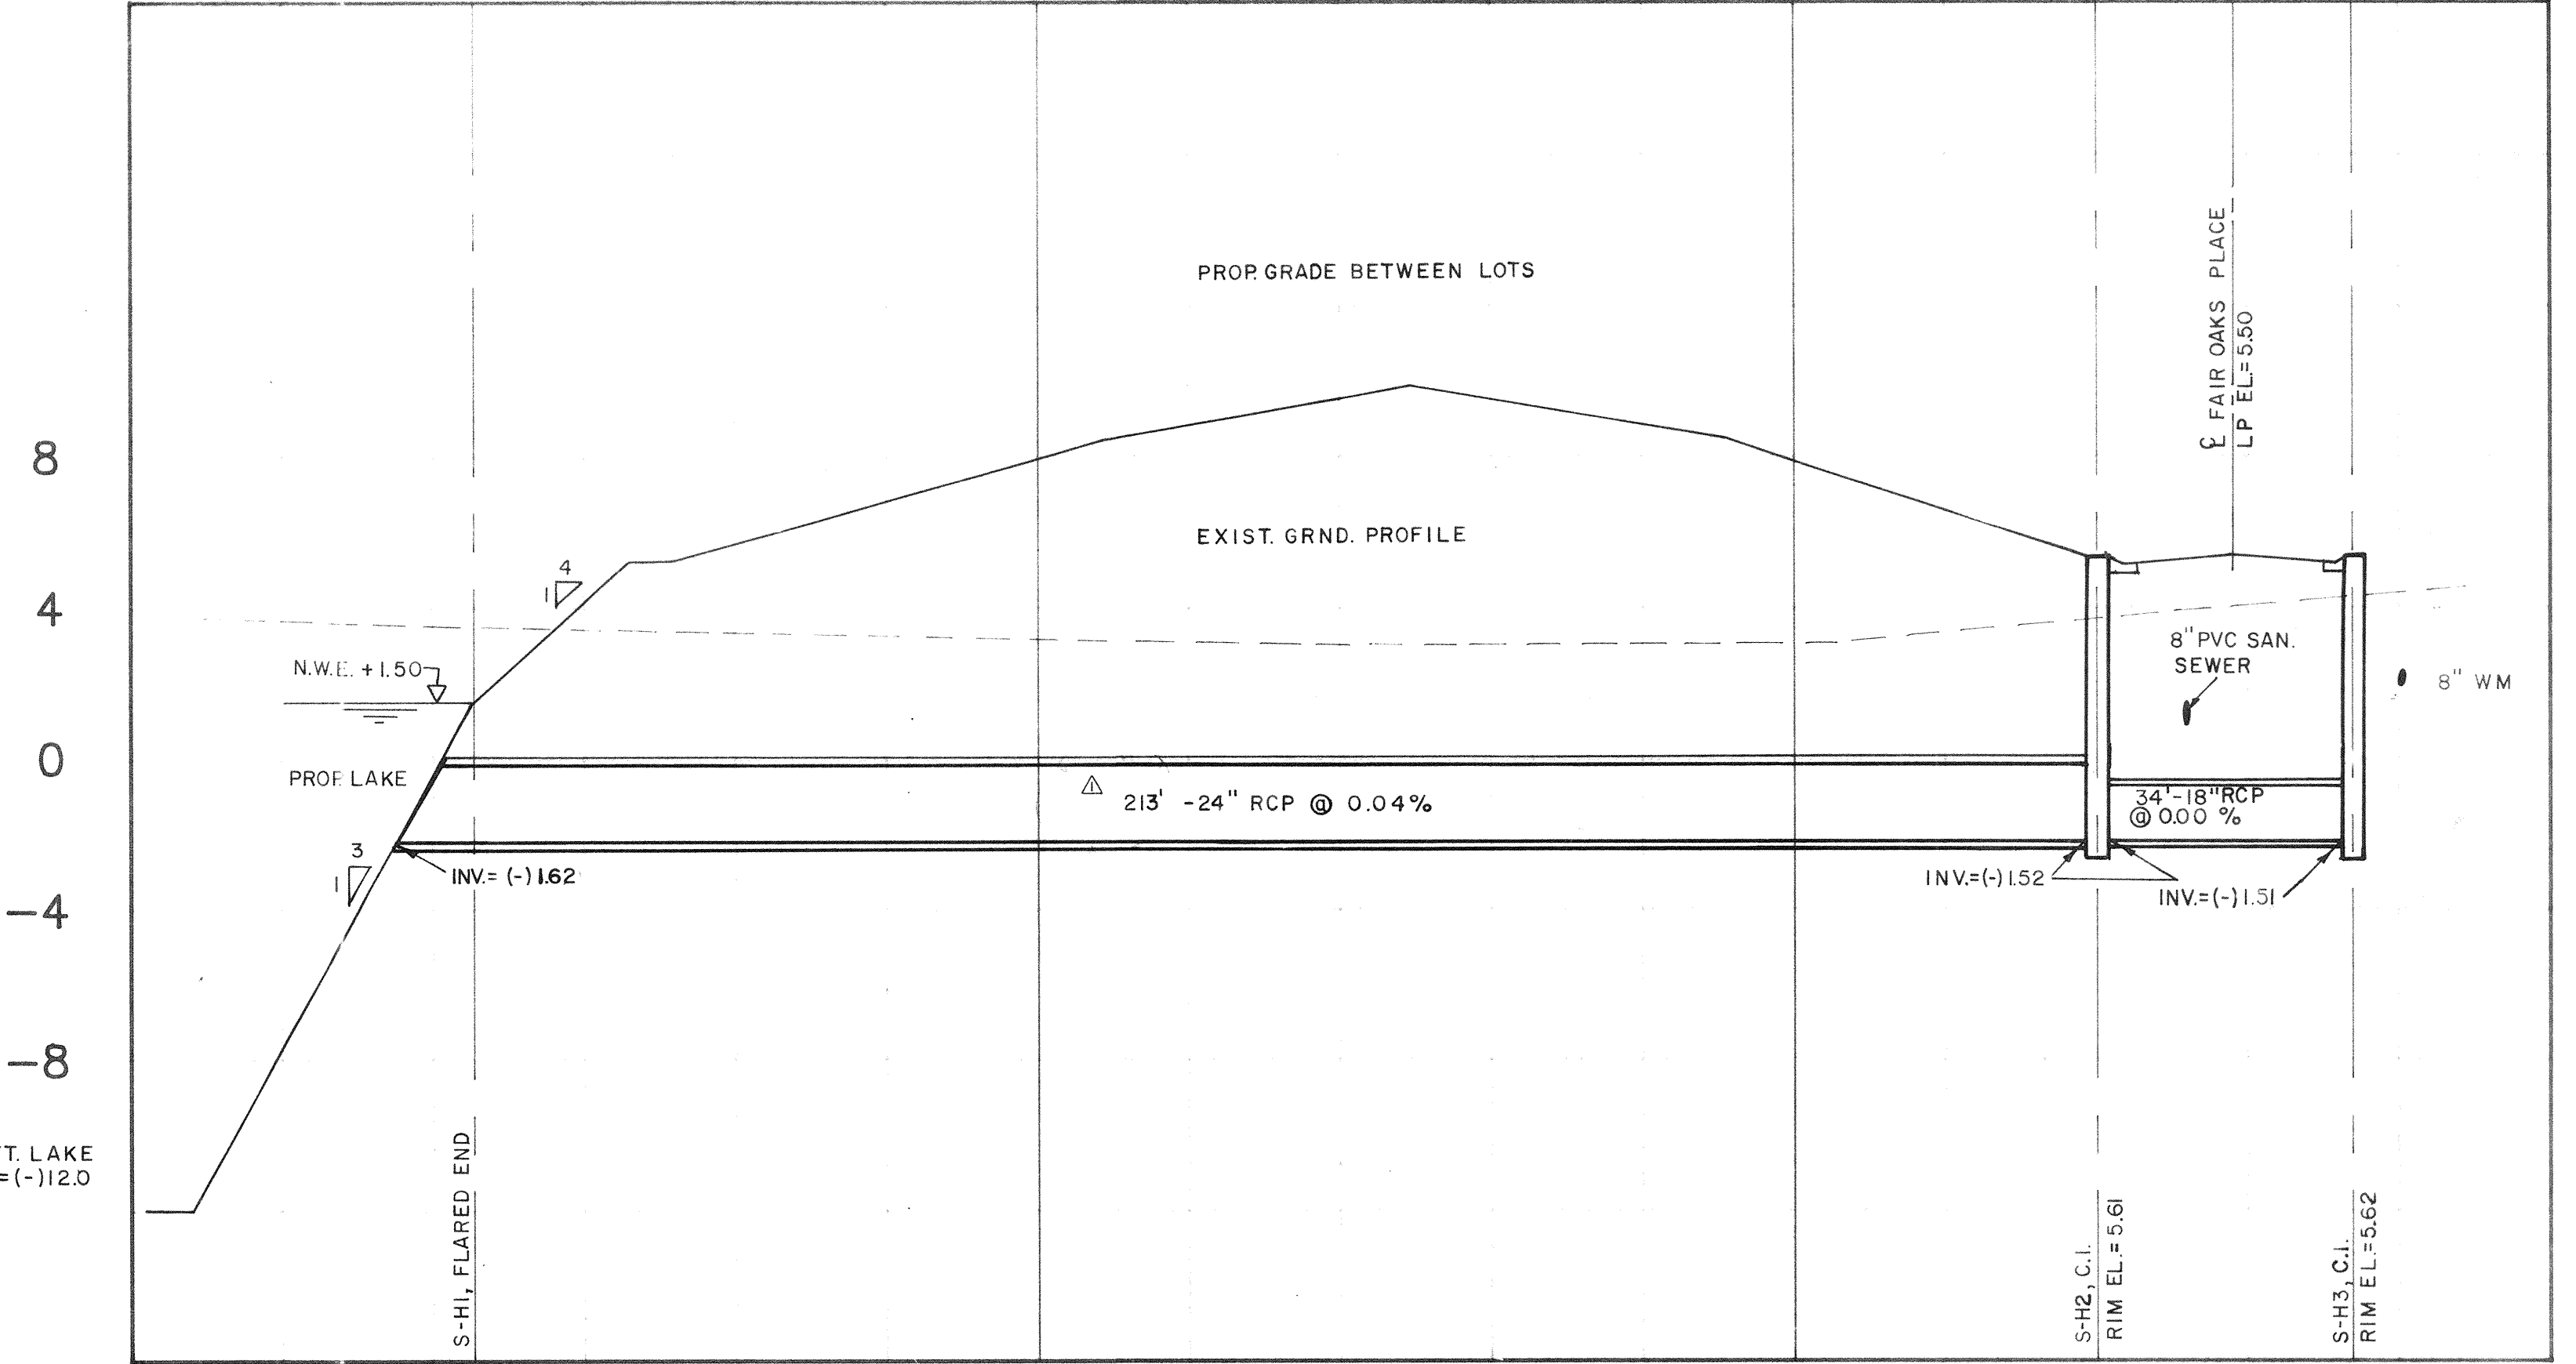 PROP. GRADE BETWEEN LOTS
℄ FAIR OAKS PLACE
LP EL.=5.50
8
EXIST. GRND. PROFILE
4
1
4
N.W.E. +1.50
8" PVC SAN.
SEWER
8" WM
0
PROP. LAKE
1
213' -24" RCP @ 0.04%
34'-18" RCP
@ 0.00 %
3
1
INV.= (-) 1.62
INV.=(-) 1.52
INV.=(-) 1.51
-4
-8
T. LAKE
=(-)12.0
S-H1, FLARED END
S-H2, C.I.
RIM EL.= 5.61
S-H3, C.I.
RIM EL.=5.62